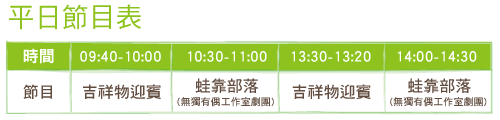 平日節目表
時間 09:40-10:00 10:30-11:00 13:30-13:20 14:00-14:30
節目 吉祥物迎賓 蛙靠部落 吉祥物迎賓 蛙靠部落
(無獨有偶工作室劇團) (無獨有偶工作室劇團)